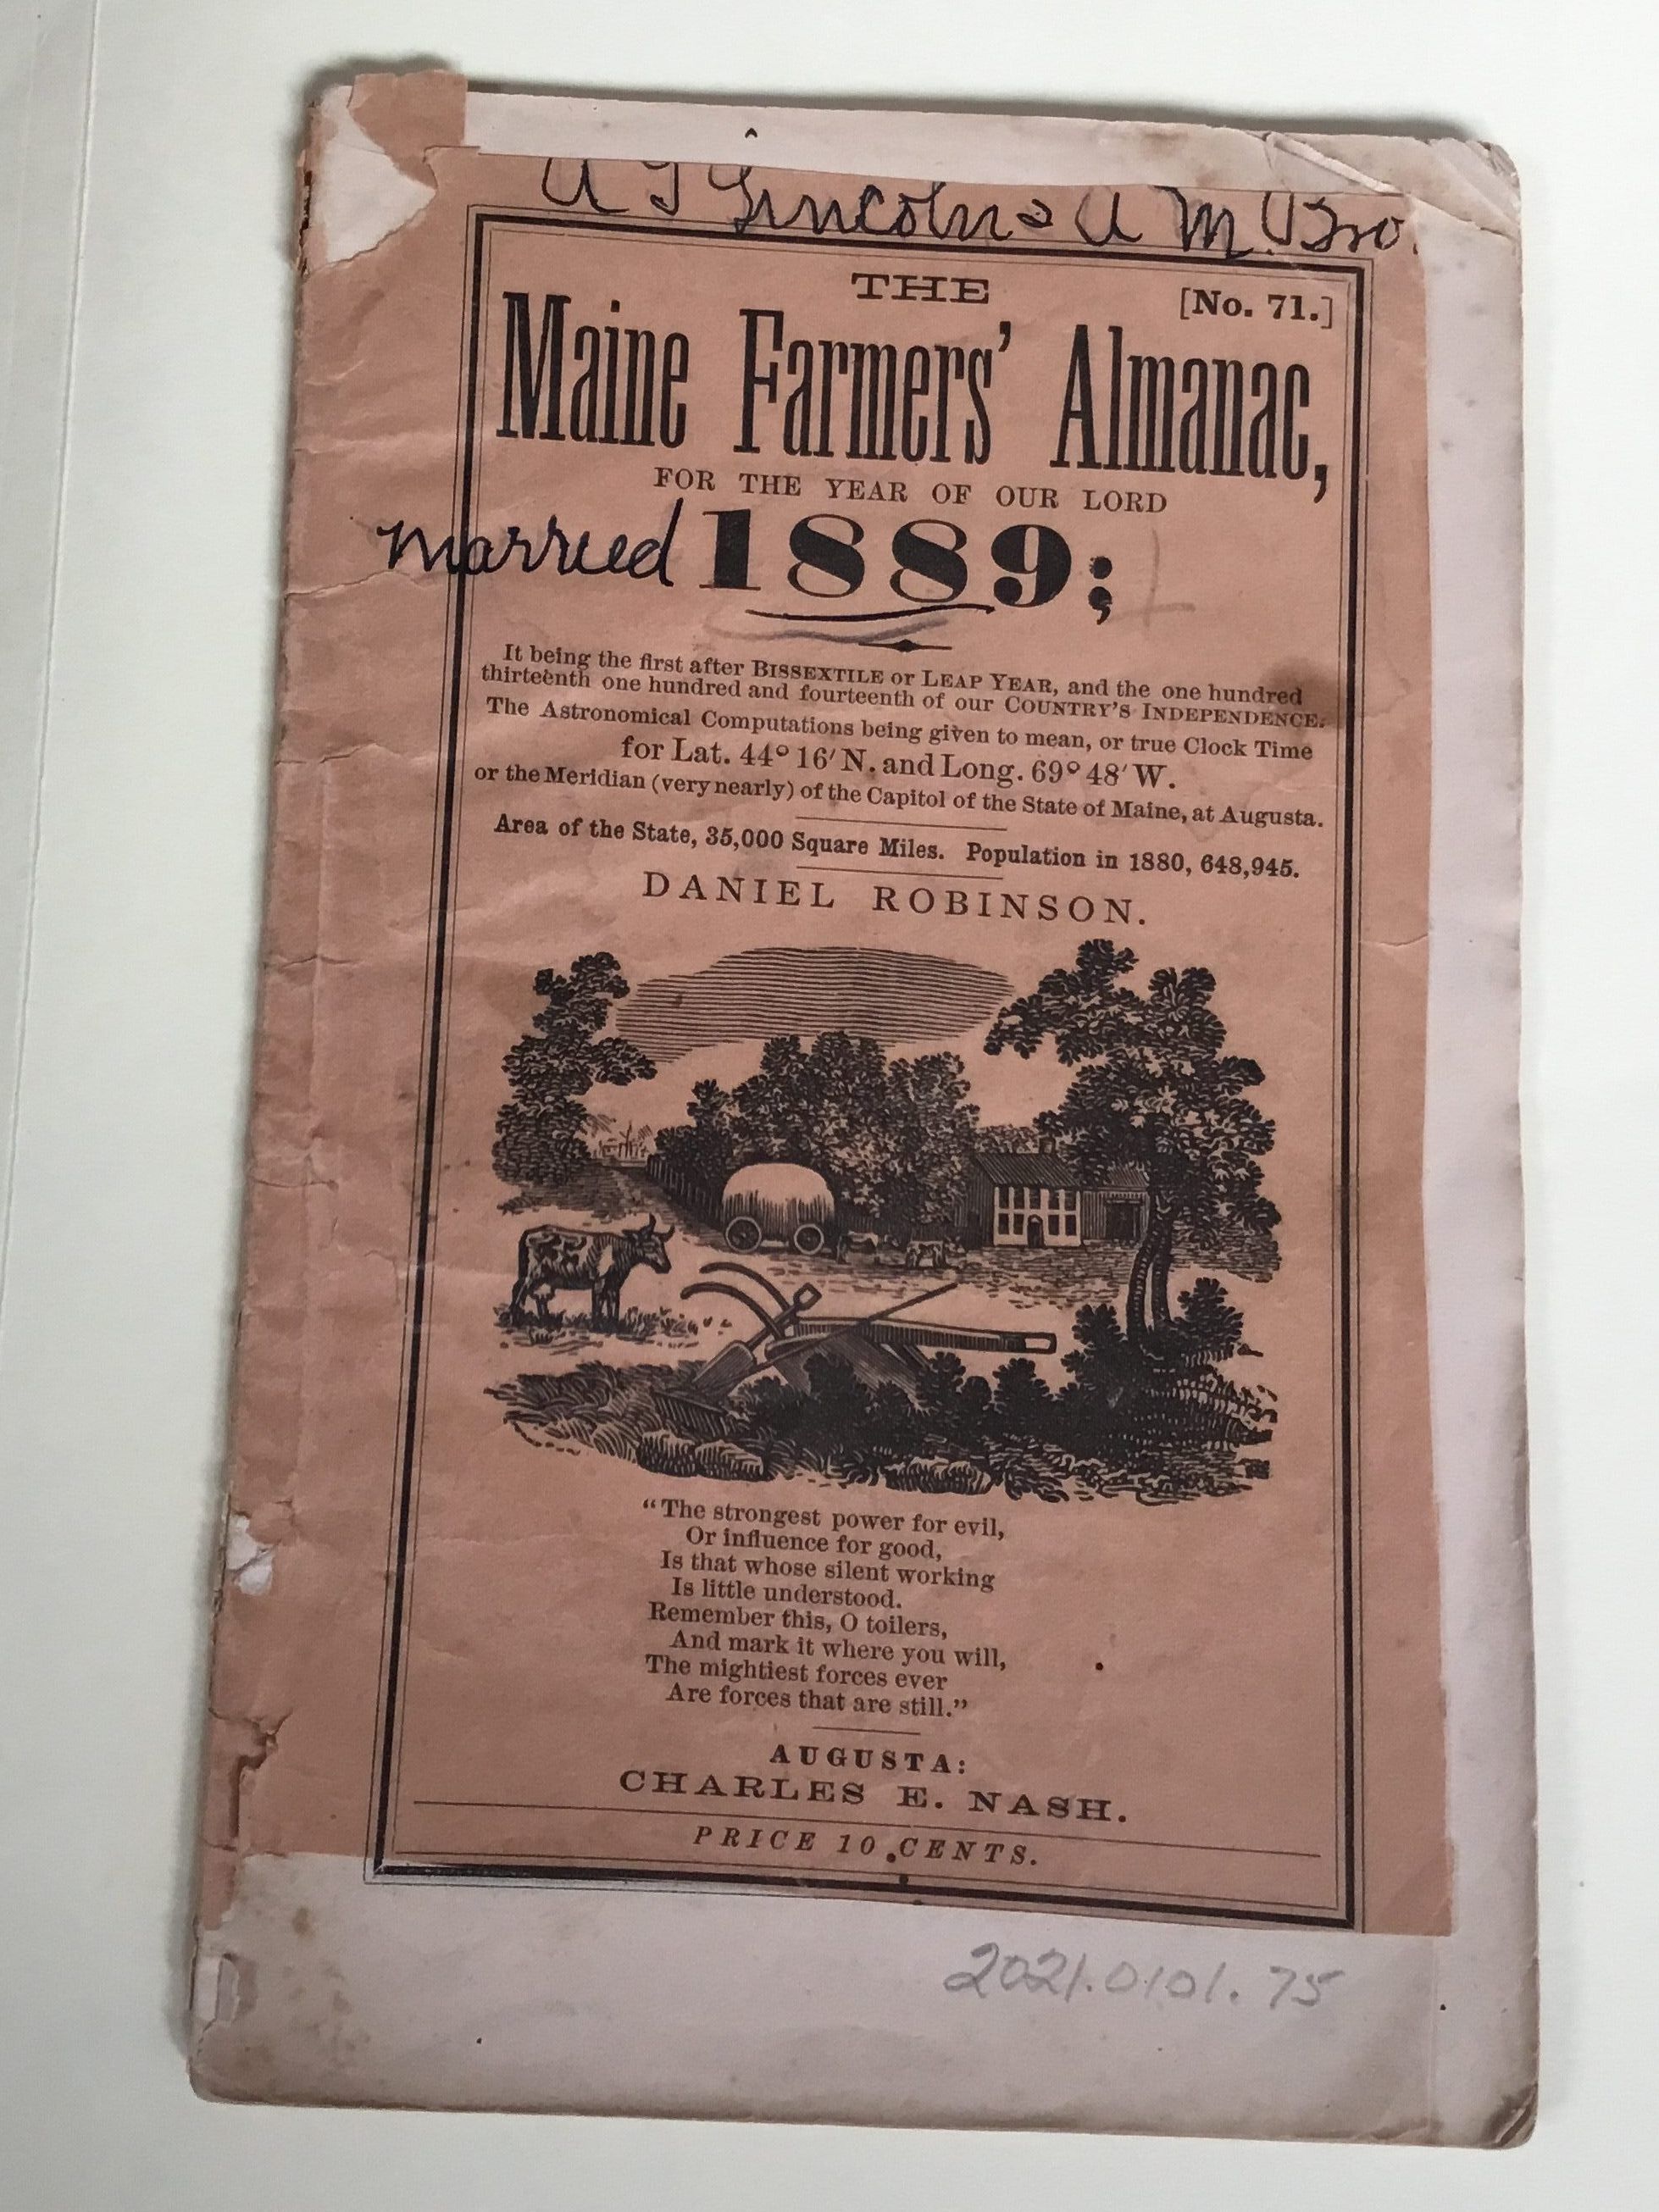 A T Lincoln & A M. Bro
THE
[No. 71.]
Maine Farmers' Almanac,
FOR THE YEAR OF OUR LORD
married 1889;
It being the first after BISSEXTILE or LEAP YEAR, and the one hundred
thirteenth one hundred and fourteenth of our COUNTRY'S INDEPENDENCE.
The Astronomical Computations being given to mean, or true Clock Time
for Lat. 44° 16′ N. and Long. 69° 48′ W.
or the Meridian (very nearly) of the Capitol of the State of Maine, at Augusta.
Area of the State, 35,000 Square Miles. Population in 1880, 648,945.
DANIEL ROBINSON.
"The strongest power for evil,
Or influence for good,
Is that whose silent working
Is little understood.
Remember this, O toilers,
And mark it where you will,
The mightiest forces ever
Are forces that are still."
AUGUSTA:
CHARLES E. NASH.
PRICE 10 CENTS.
2021.0101.75